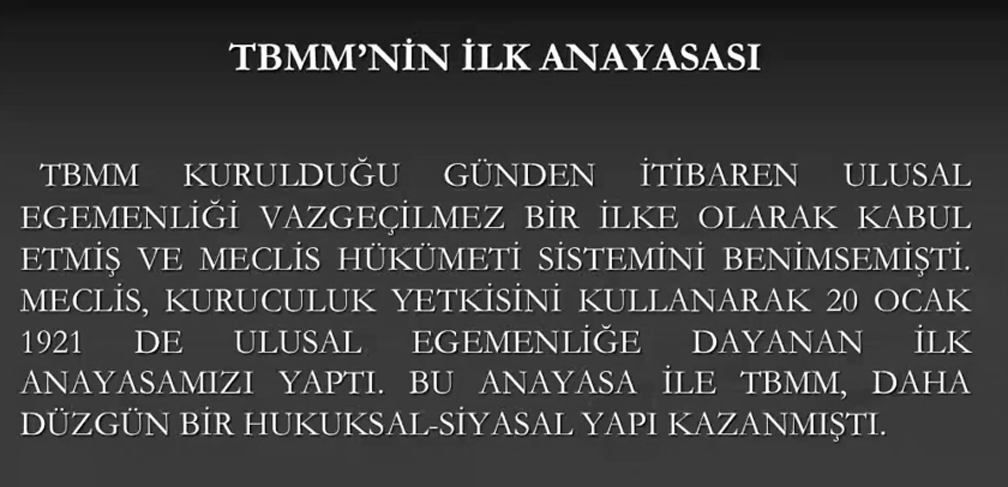 TBMM'NİN İLK ANAYASASI
TBMM KURULDUĞU GÜNDEN İTİBAREN ULUSAL
EGEMENLİĞİ VAZGEÇİLMEZ BİR İLKE OLARAK KABUL
ETMİŞ VE MECLİS HÜKÜMETİ SİSTEMİNİ BENİMSEMİŞTİ.
MECLİS, KURUCULUK YETKİSİNİ KULLANARAK 20 OCAK
1921 DE ULUSAL EGEMENLİĞE DAYANAN İLK
ANAYASAMIZI YAPTI. BU ANAYASA İLE TBMM, DAHA
DÜZGÜN BİR HUKUKSAL-SİYASAL YAPI KAZANMIŞTI.